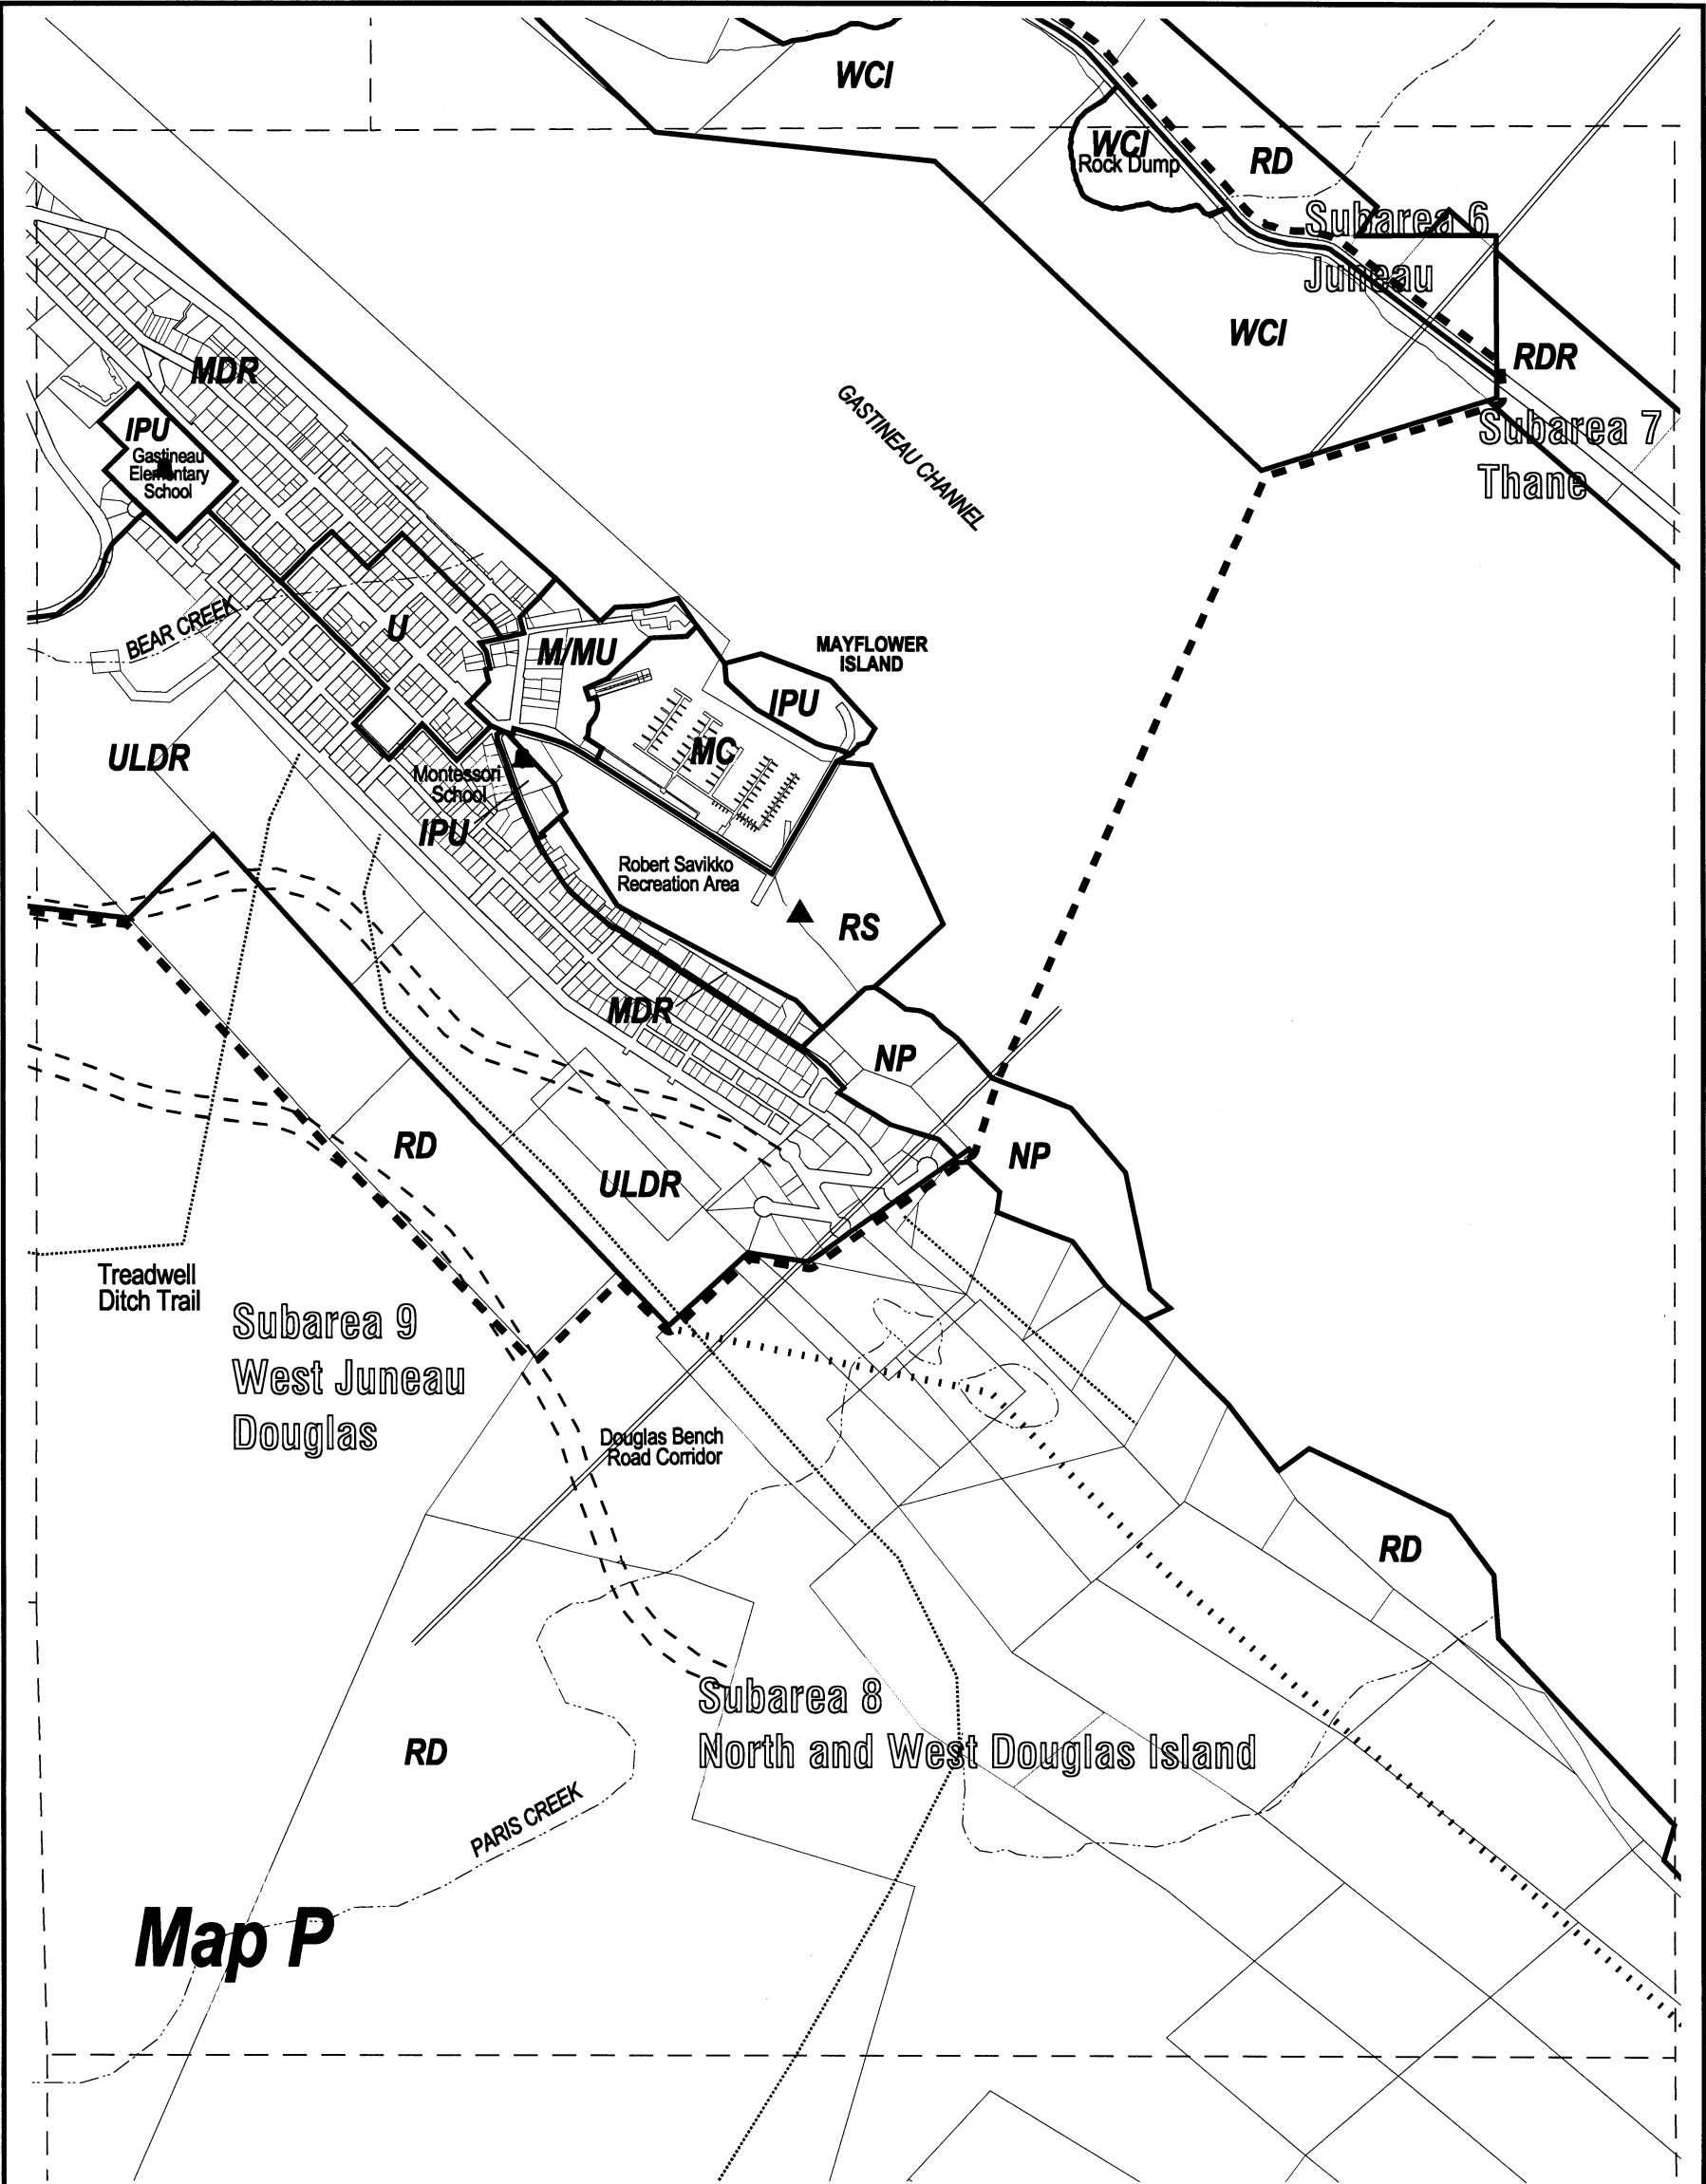 WCI
WCI
Rock Dump
RD
Subarea 6
Juneau
WCI
RDR
MDR
GASTINEAU CHANNEL
Subarea 7
Thane
IPU
Gastineau
Elementary
School
BEAR CREEK
U
M/MU
MAYFLOWER
ISLAND
IPU
MC
ULDR
Montessori
School
IPU
Robert Savikko
Recreation Area
RS
MDR
NP
RD
NP
ULDR
Treadwell
Ditch Trail
Subarea 9
West Juneau
Douglas
Douglas Bench
Road Corridor
RD
Subarea 8
North and West Douglas Island
RD
PARIS CREEK
Map P